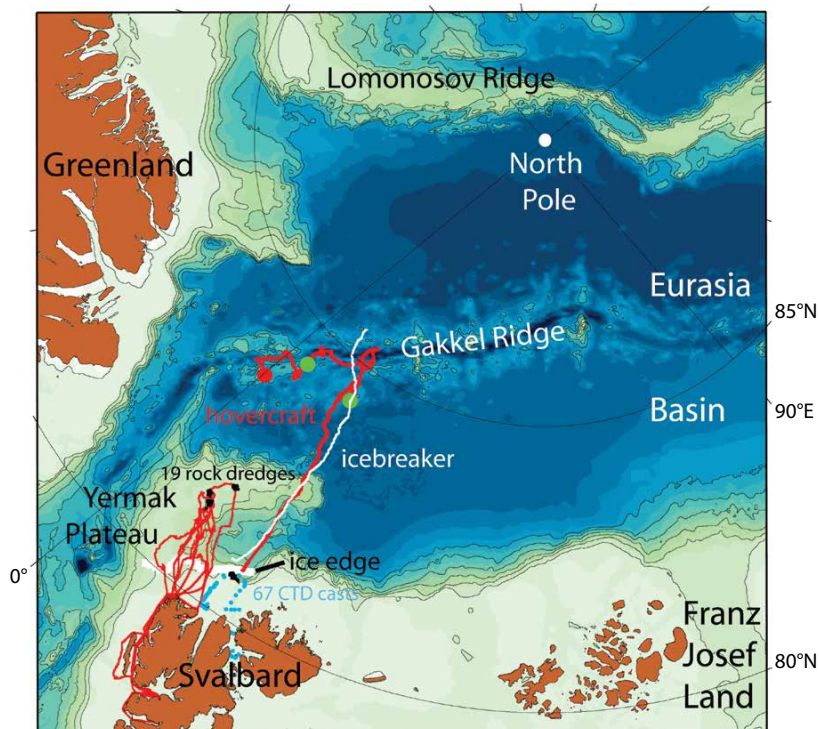 Lomonosov Ridge
Greenland
North
Pole
Eurasia
85°N
Gakkel Ridge
90°E
Basin
hovercraft
icebreaker
19 rock dredges
Yermak
Plateau
ice edge
0°
67 CTD casts
Franz
Josef
Land
80°N
Svalbard